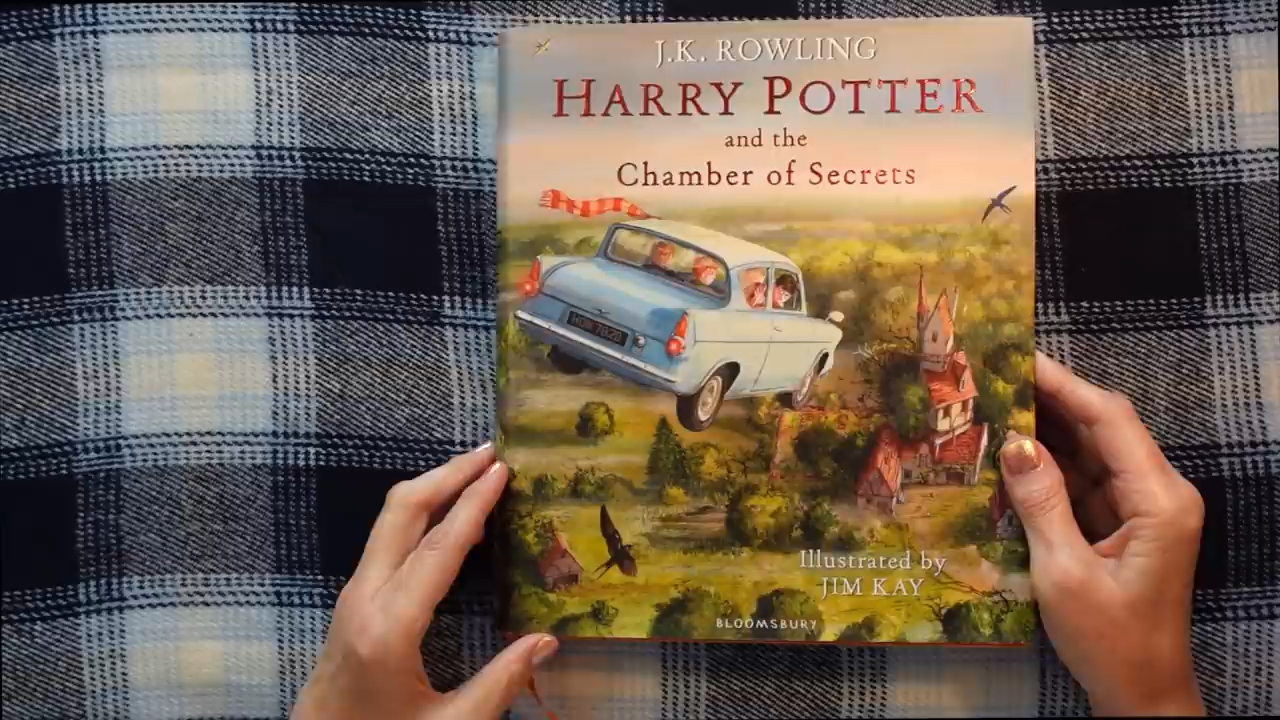 J.K. ROWLING
HARRY POTTER
and the
Chamber of Secrets
Illustrated by
JIM KAY
BLOOMSBURY